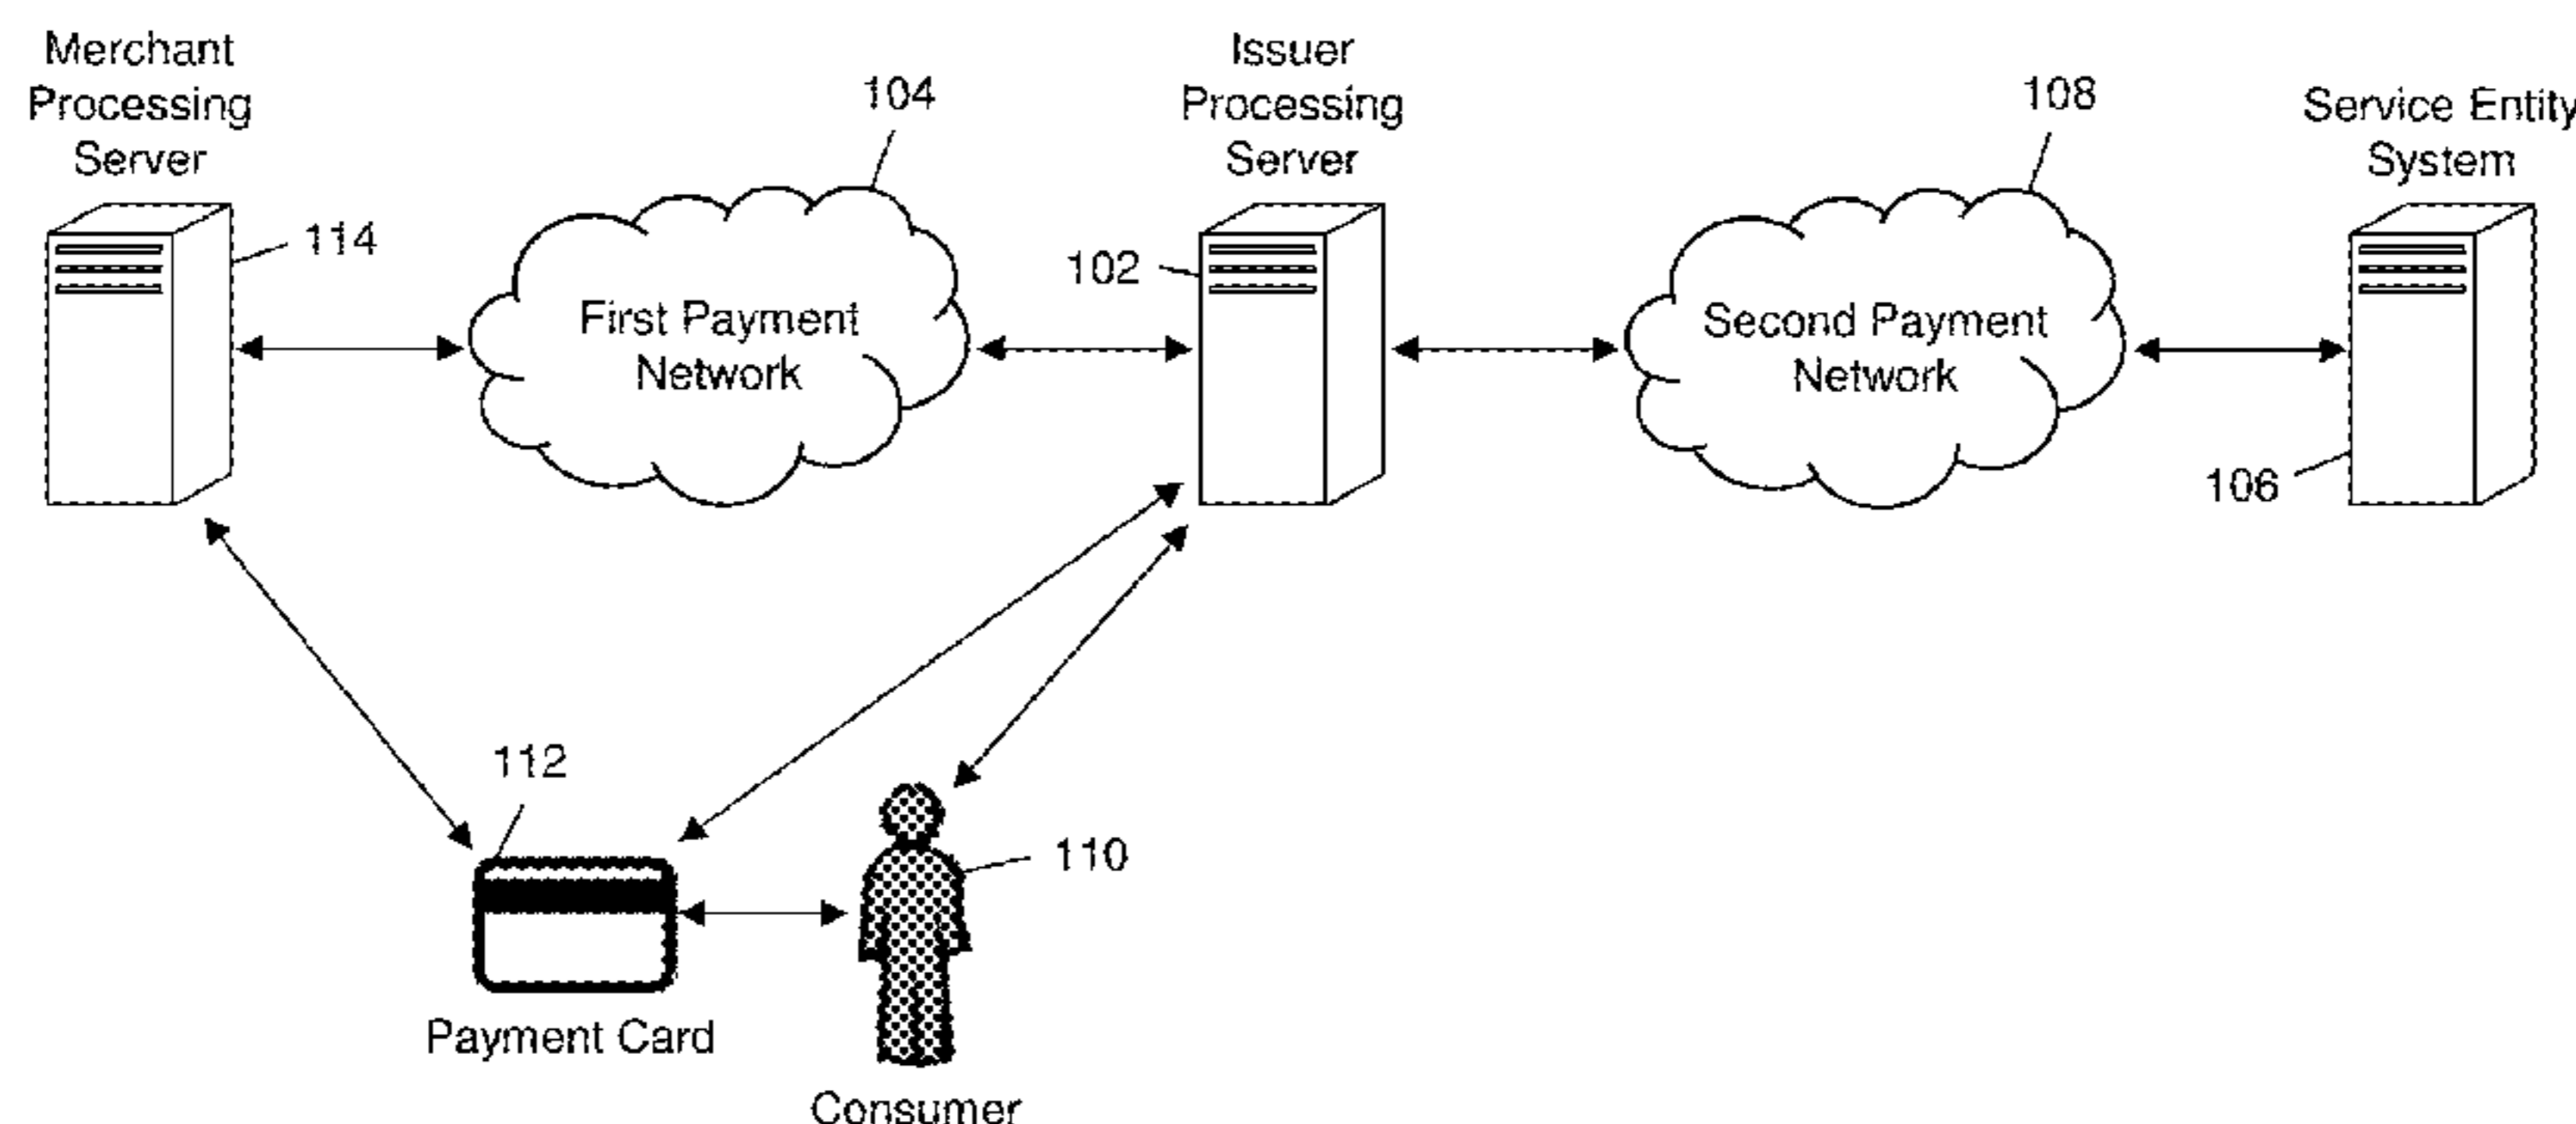 Merchant
Processing
Server
104
Issuer
Processing
Server
108
Service Entity
System
114
102
First Payment
Network
Second Payment
Network
106
112
110
Payment Card
Consumer